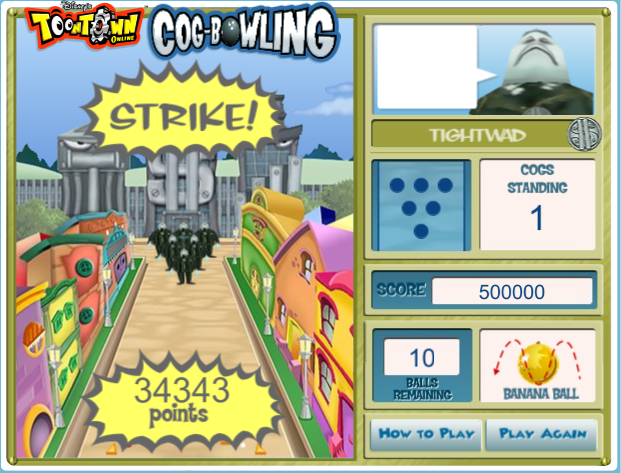 Disney's
TOONTOWN
ONLINE
COG-BOWLING
STRIKE!
TIGHTWAD
COGS
STANDING
1
SCORE 500000
10
BALLS
REMAINING
BANANA BALL
34343
points
HOW TO PLAY
PLAY AGAIN